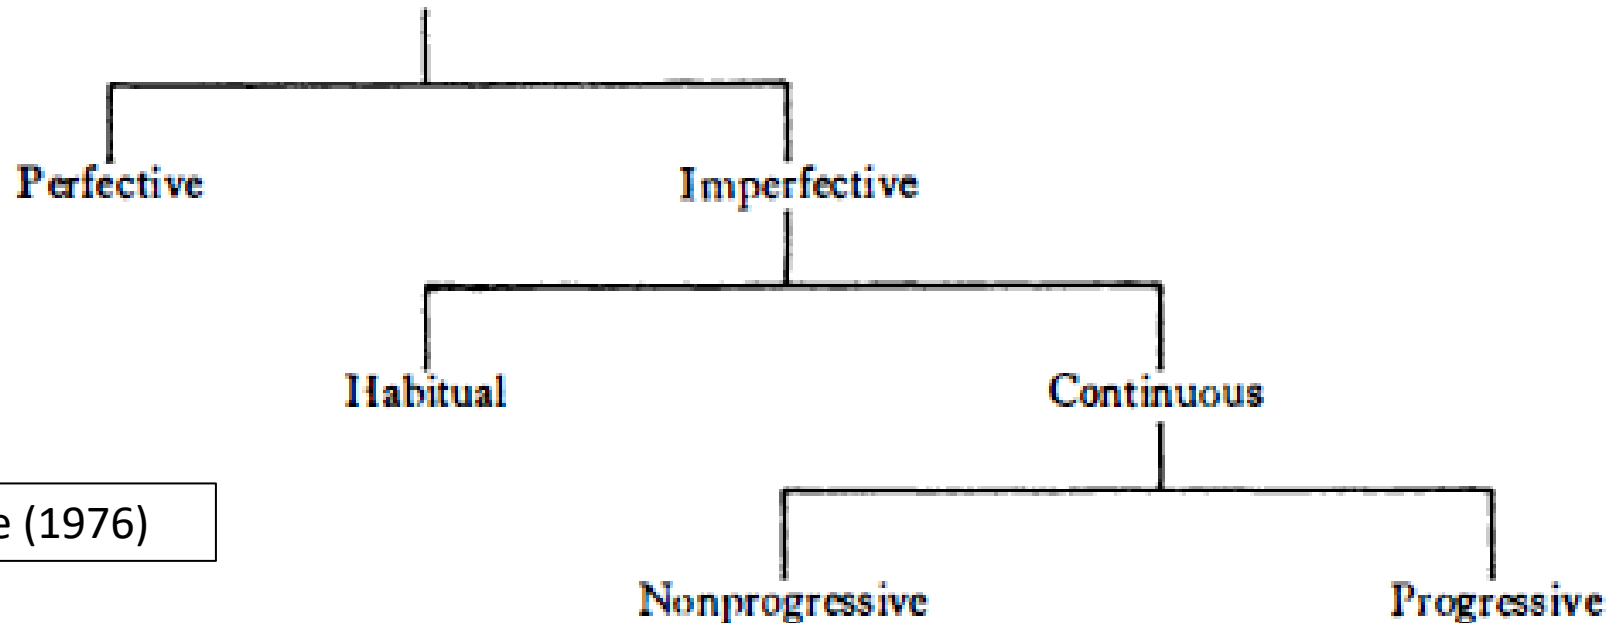 Perfective Imperfective
Habitual Continuous
e (1976)
Nonprogressive Progressive